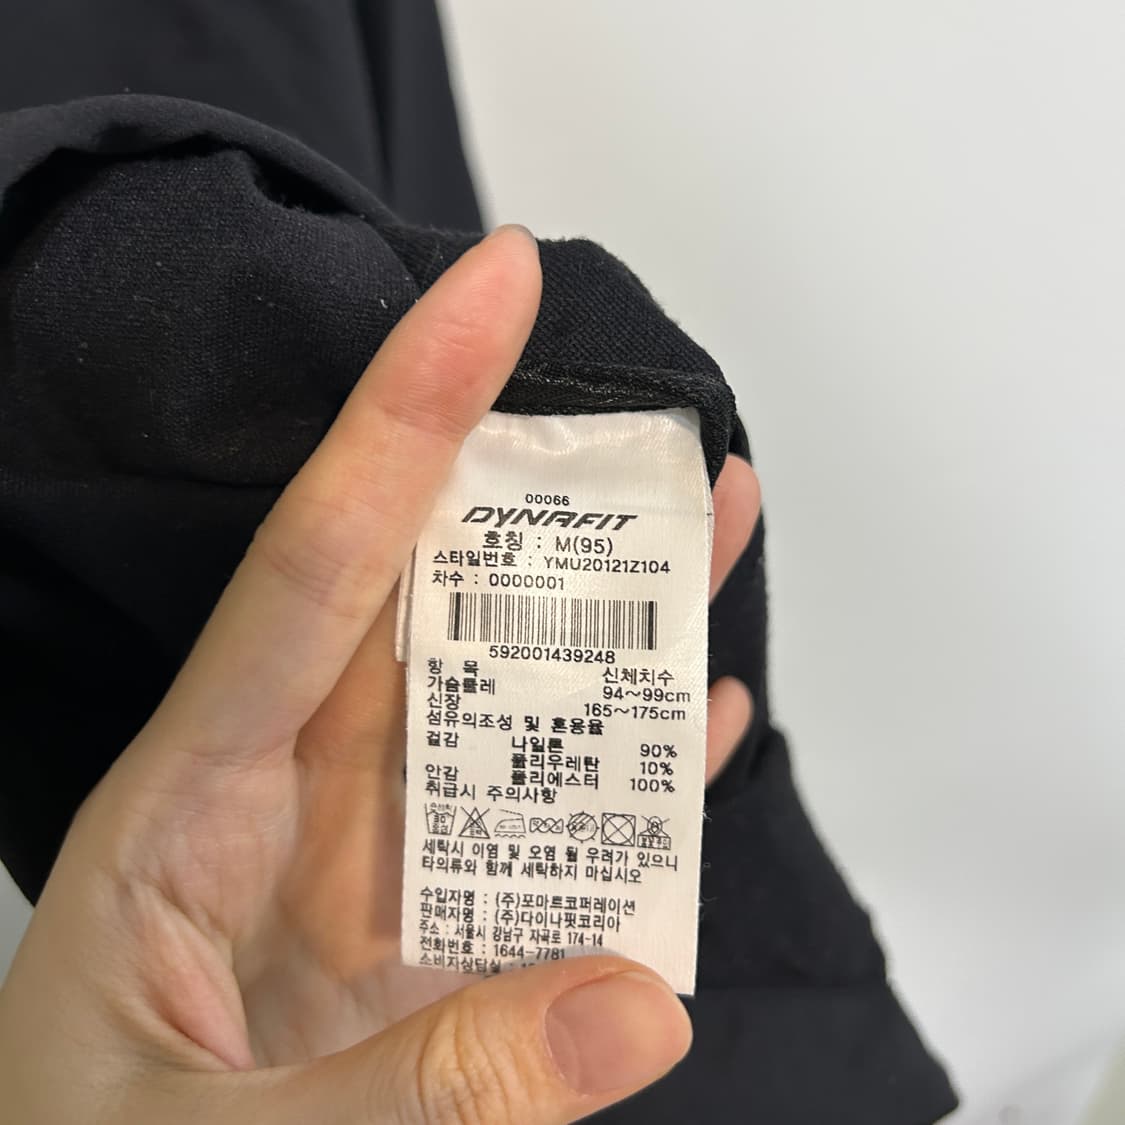 00066
DYNAFIT
호칭 : M(95)
스타일번호 : YMU20121Z104
차수 : 0000001
592001439248
항 목 신체치수
가슴둘레 94~99cm
신장 165~175cm
섬유의조성 및 혼용율
겉감 나일론 90%
폴리우레탄 10%
안감 폴리에스터 100%
취급시 주의사항
세탁시 이염 및 오염 될 우려가 있으니
타의류와 함께 세탁하지 마십시오
수입자명 : (주)포마트코퍼레이션
판매자명 : (주)다이나핏코리아
주소 : 서울시 강남구 자곡로 174-14
전화번호 : 1644-7781
소비자상담실 :